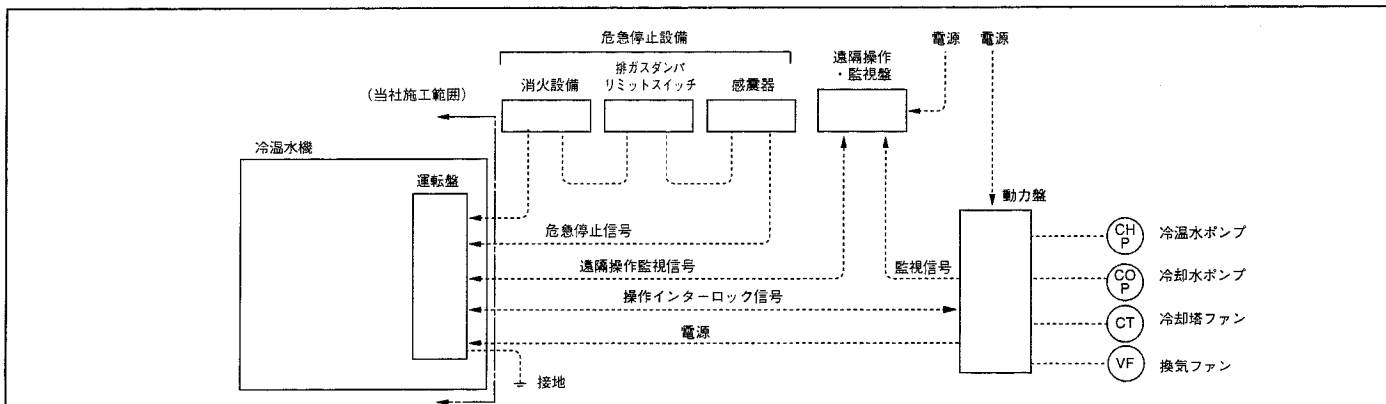 危急停止設備
電源
電源
遠隔操作
・監視盤
消火設備
排ガスダンパ
リミットスイッチ
感震器
(当社施工範囲)
冷温水機
運転盤
動力盤
危急停止信号
CH
P
冷温水ポンプ
遠隔操作監視信号
監視信号
CO
P
冷却水ポンプ
操作インターロック信号
CT
冷却塔ファン
電源
VF
換気ファン
接地